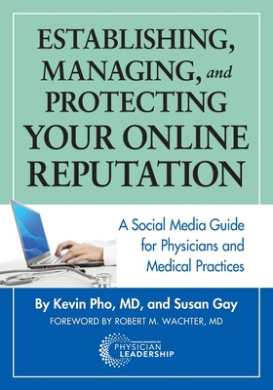 ESTABLISHING,
MANAGING, and
PROTECTING
YOUR ONLINE
REPUTATION
A Social Media Guide
for Physicians and
Medical Practices
By Kevin Pho, MD, and Susan Gay
FOREWORD BY ROBERT M. WACHTER, MD
PHYSICIAN
LEADERSHIP